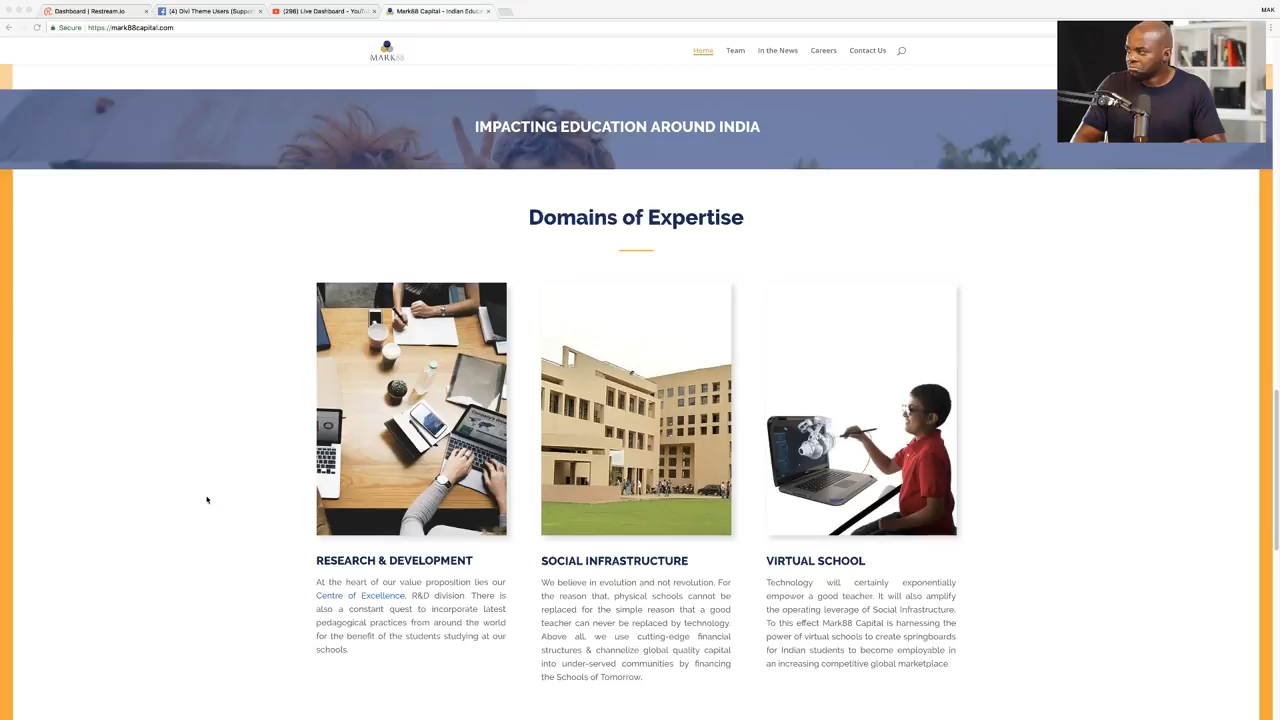 Dashboard | Restream.io
(4) Divi Theme Users (Suppor
(296) Live Dashboard - YouTu
Mark88 Capital - Indian Educ
MAK
Secure
https://mark88capital.com
MARK88
Home
Team
In the News
Careers
Contact Us
IMPACTING EDUCATION AROUND INDIA
Domains of Expertise
RESEARCH & DEVELOPMENT
At the heart of our value proposition lies our
Centre of Excellence, R&D division. There is
also a constant quest to incorporate latest
pedagogical practices from around the world
for the benefit of the students studying at our
schools.
SOCIAL INFRASTRUCTURE
We believe in evolution and not revolution. For
the reason that, physical schools cannot be
replaced for the simple reason that a good
teacher can never be replaced by technology.
Above all, we use cutting-edge financial
structures & channelize global quality capital
into under-served communities by financing
the Schools of Tomorrow.
VIRTUAL SCHOOL
Technology will certainly exponentially
empower a good teacher. It will also amplify
the operating leverage of Social Infrastructure.
To this effect Mark88 Capital is harnessing the
power of virtual schools to create springboards
for Indian students to become employable in
an increasing competitive global marketplace.